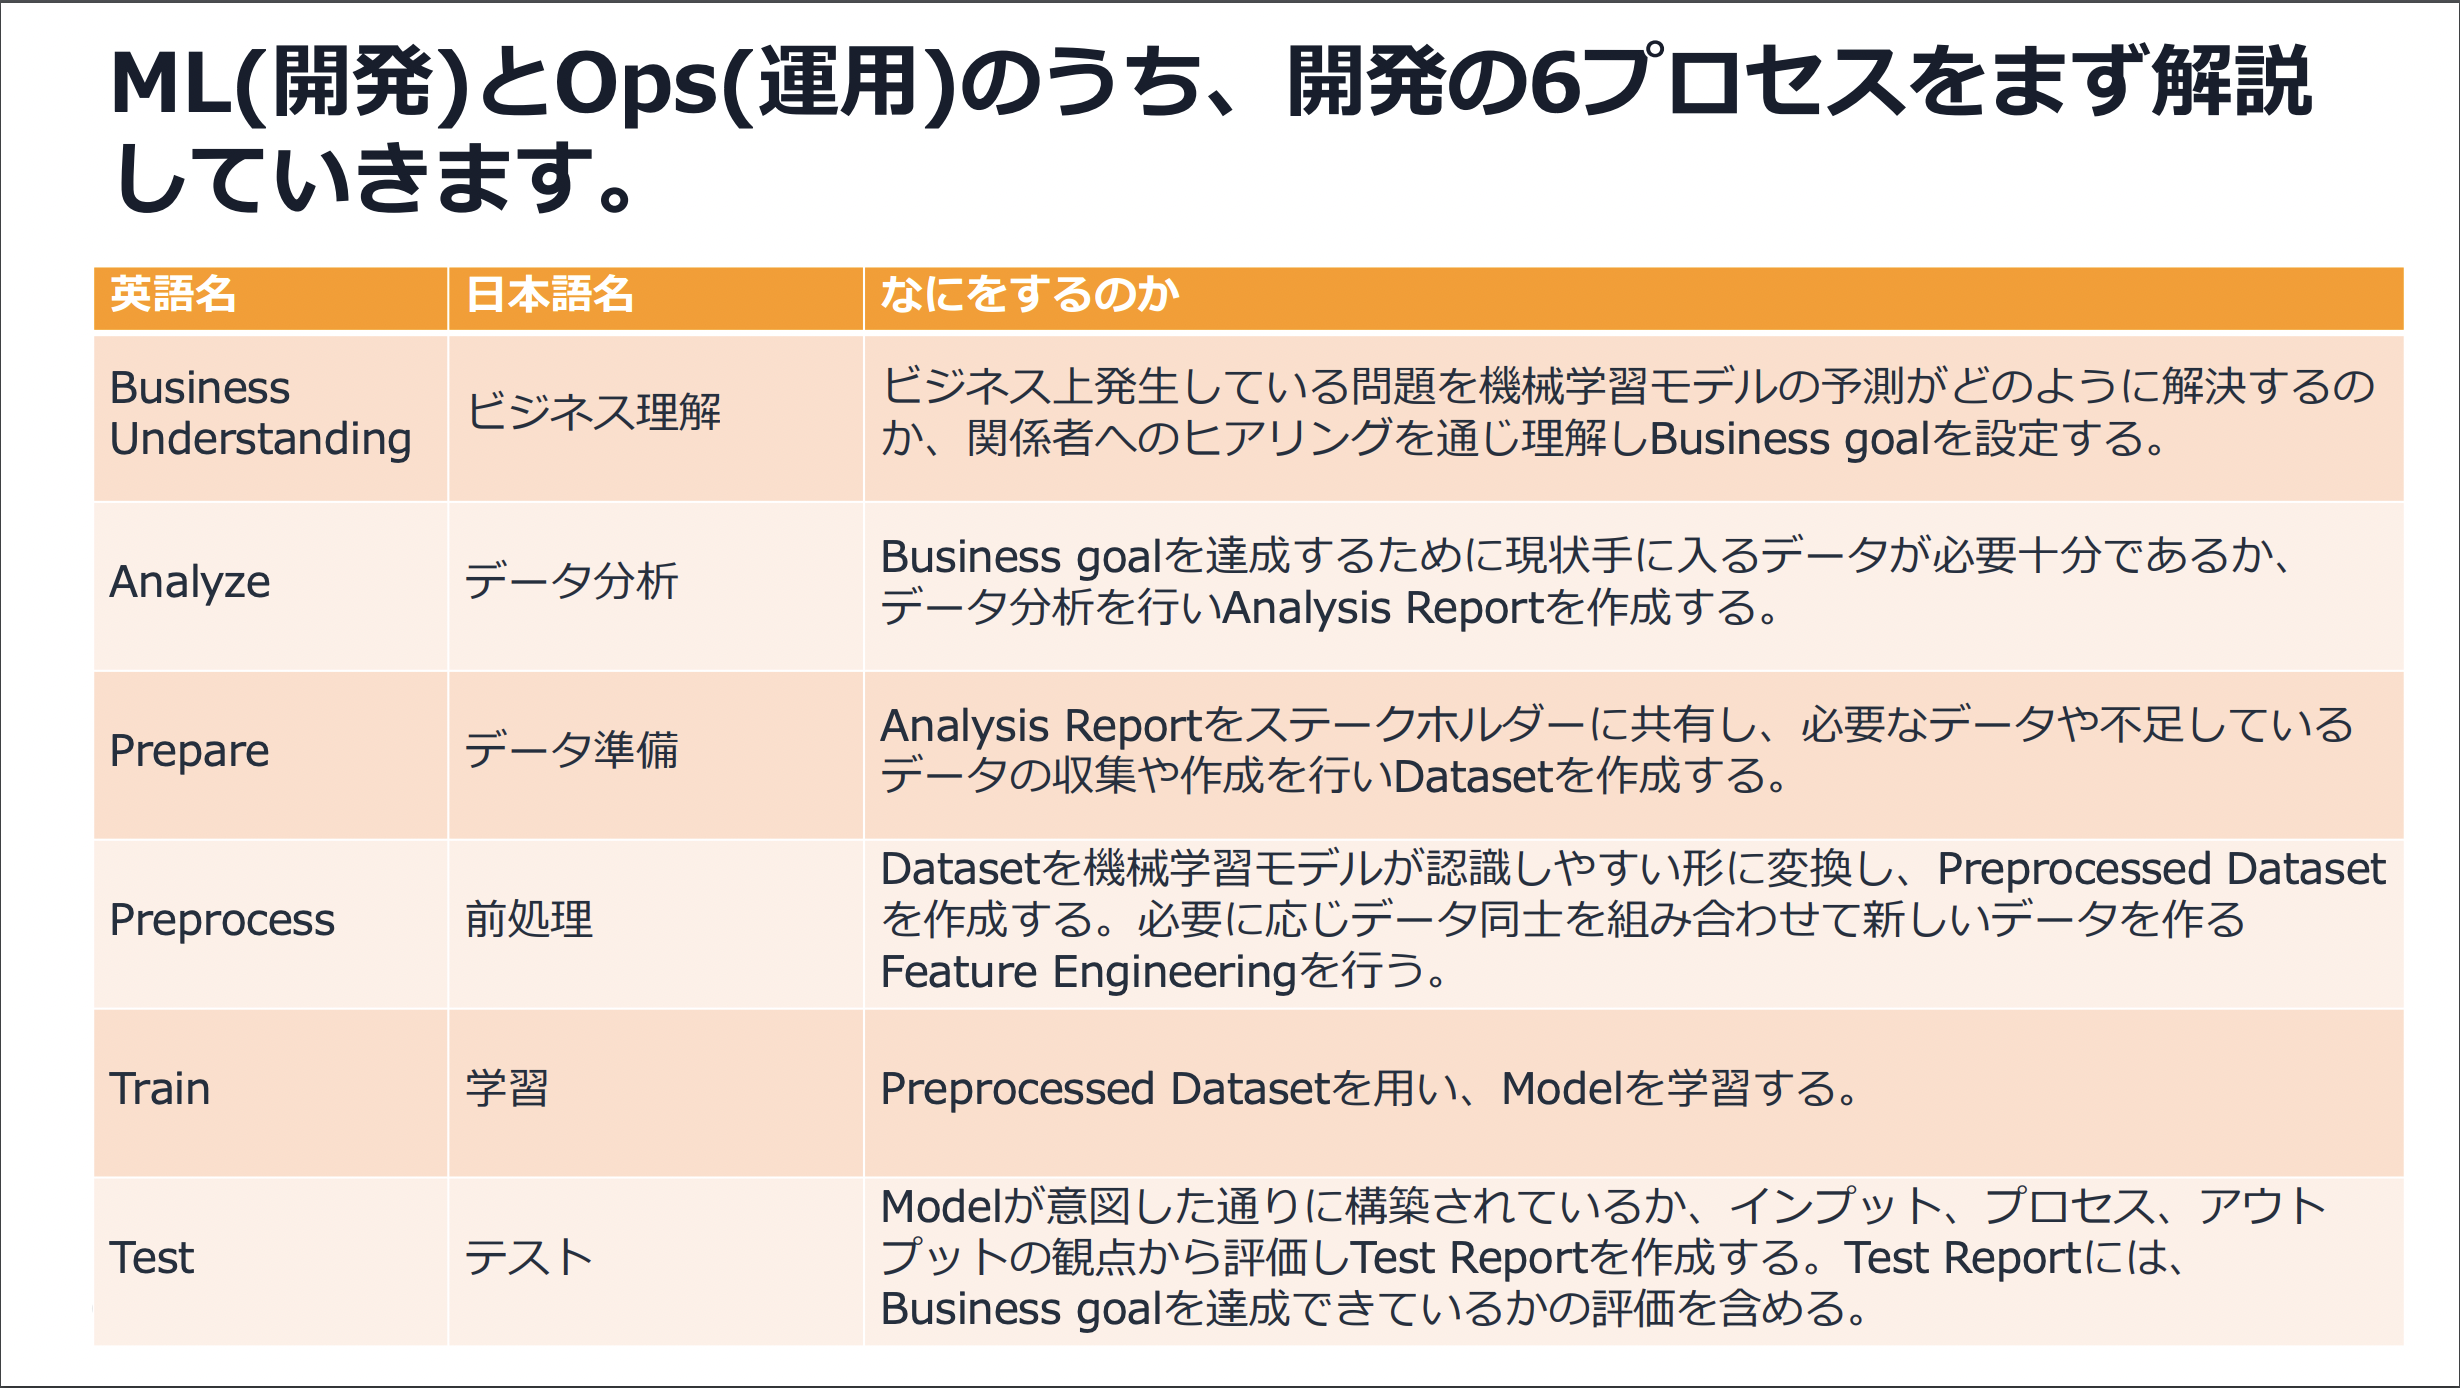 ML(開発)とOps(運用)のうち、開発の6プロセスをまず解説
していきます。
英語名
日本語名
なにをするのか
Business
Understanding
ビジネス理解
ビジネス上発生している問題を機械学習モデルの予測がどのように解決するの
か、関係者へのヒアリングを通じ理解しBusiness goalを設定する。
Analyze
データ分析
Business goalを達成するために現状手に入るデータが必要十分であるか、
データ分析を行いAnalysis Reportを作成する。
Prepare
データ準備
Analysis Reportをステークホルダーに共有し、必要なデータや不足している
データの収集や作成を行いDatasetを作成する。
Preprocess
前処理
Datasetを機械学習モデルが認識しやすい形に変換し、Preprocessed Dataset
を作成する。必要に応じデータ同士を組み合わせて新しいデータを作る
Feature Engineeringを行う。
Train
学習
Preprocessed Datasetを用い、Modelを学習する。
Test
テスト
Modelが意図した通りに構築されているか、インプット、プロセス、アウト
プットの観点から評価しTest Reportを作成する。Test Reportには、
Business goalを達成できているかの評価を含める。